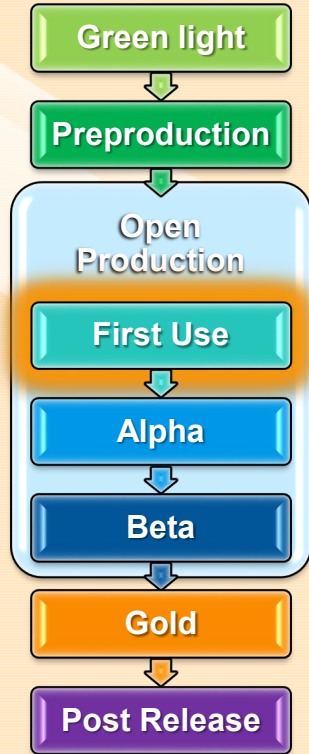 Green light
Preproduction
Open
Production
First Use
Alpha
Beta
Gold
Post Release